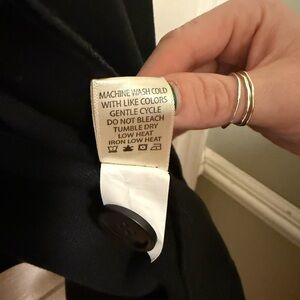 MACHINE WASH COLD
WITH LIKE COLORS
GENTLE CYCLE
DO NOT BLEACH
TUMBLE DRY
LOW HEAT
IRON LOW HEAT